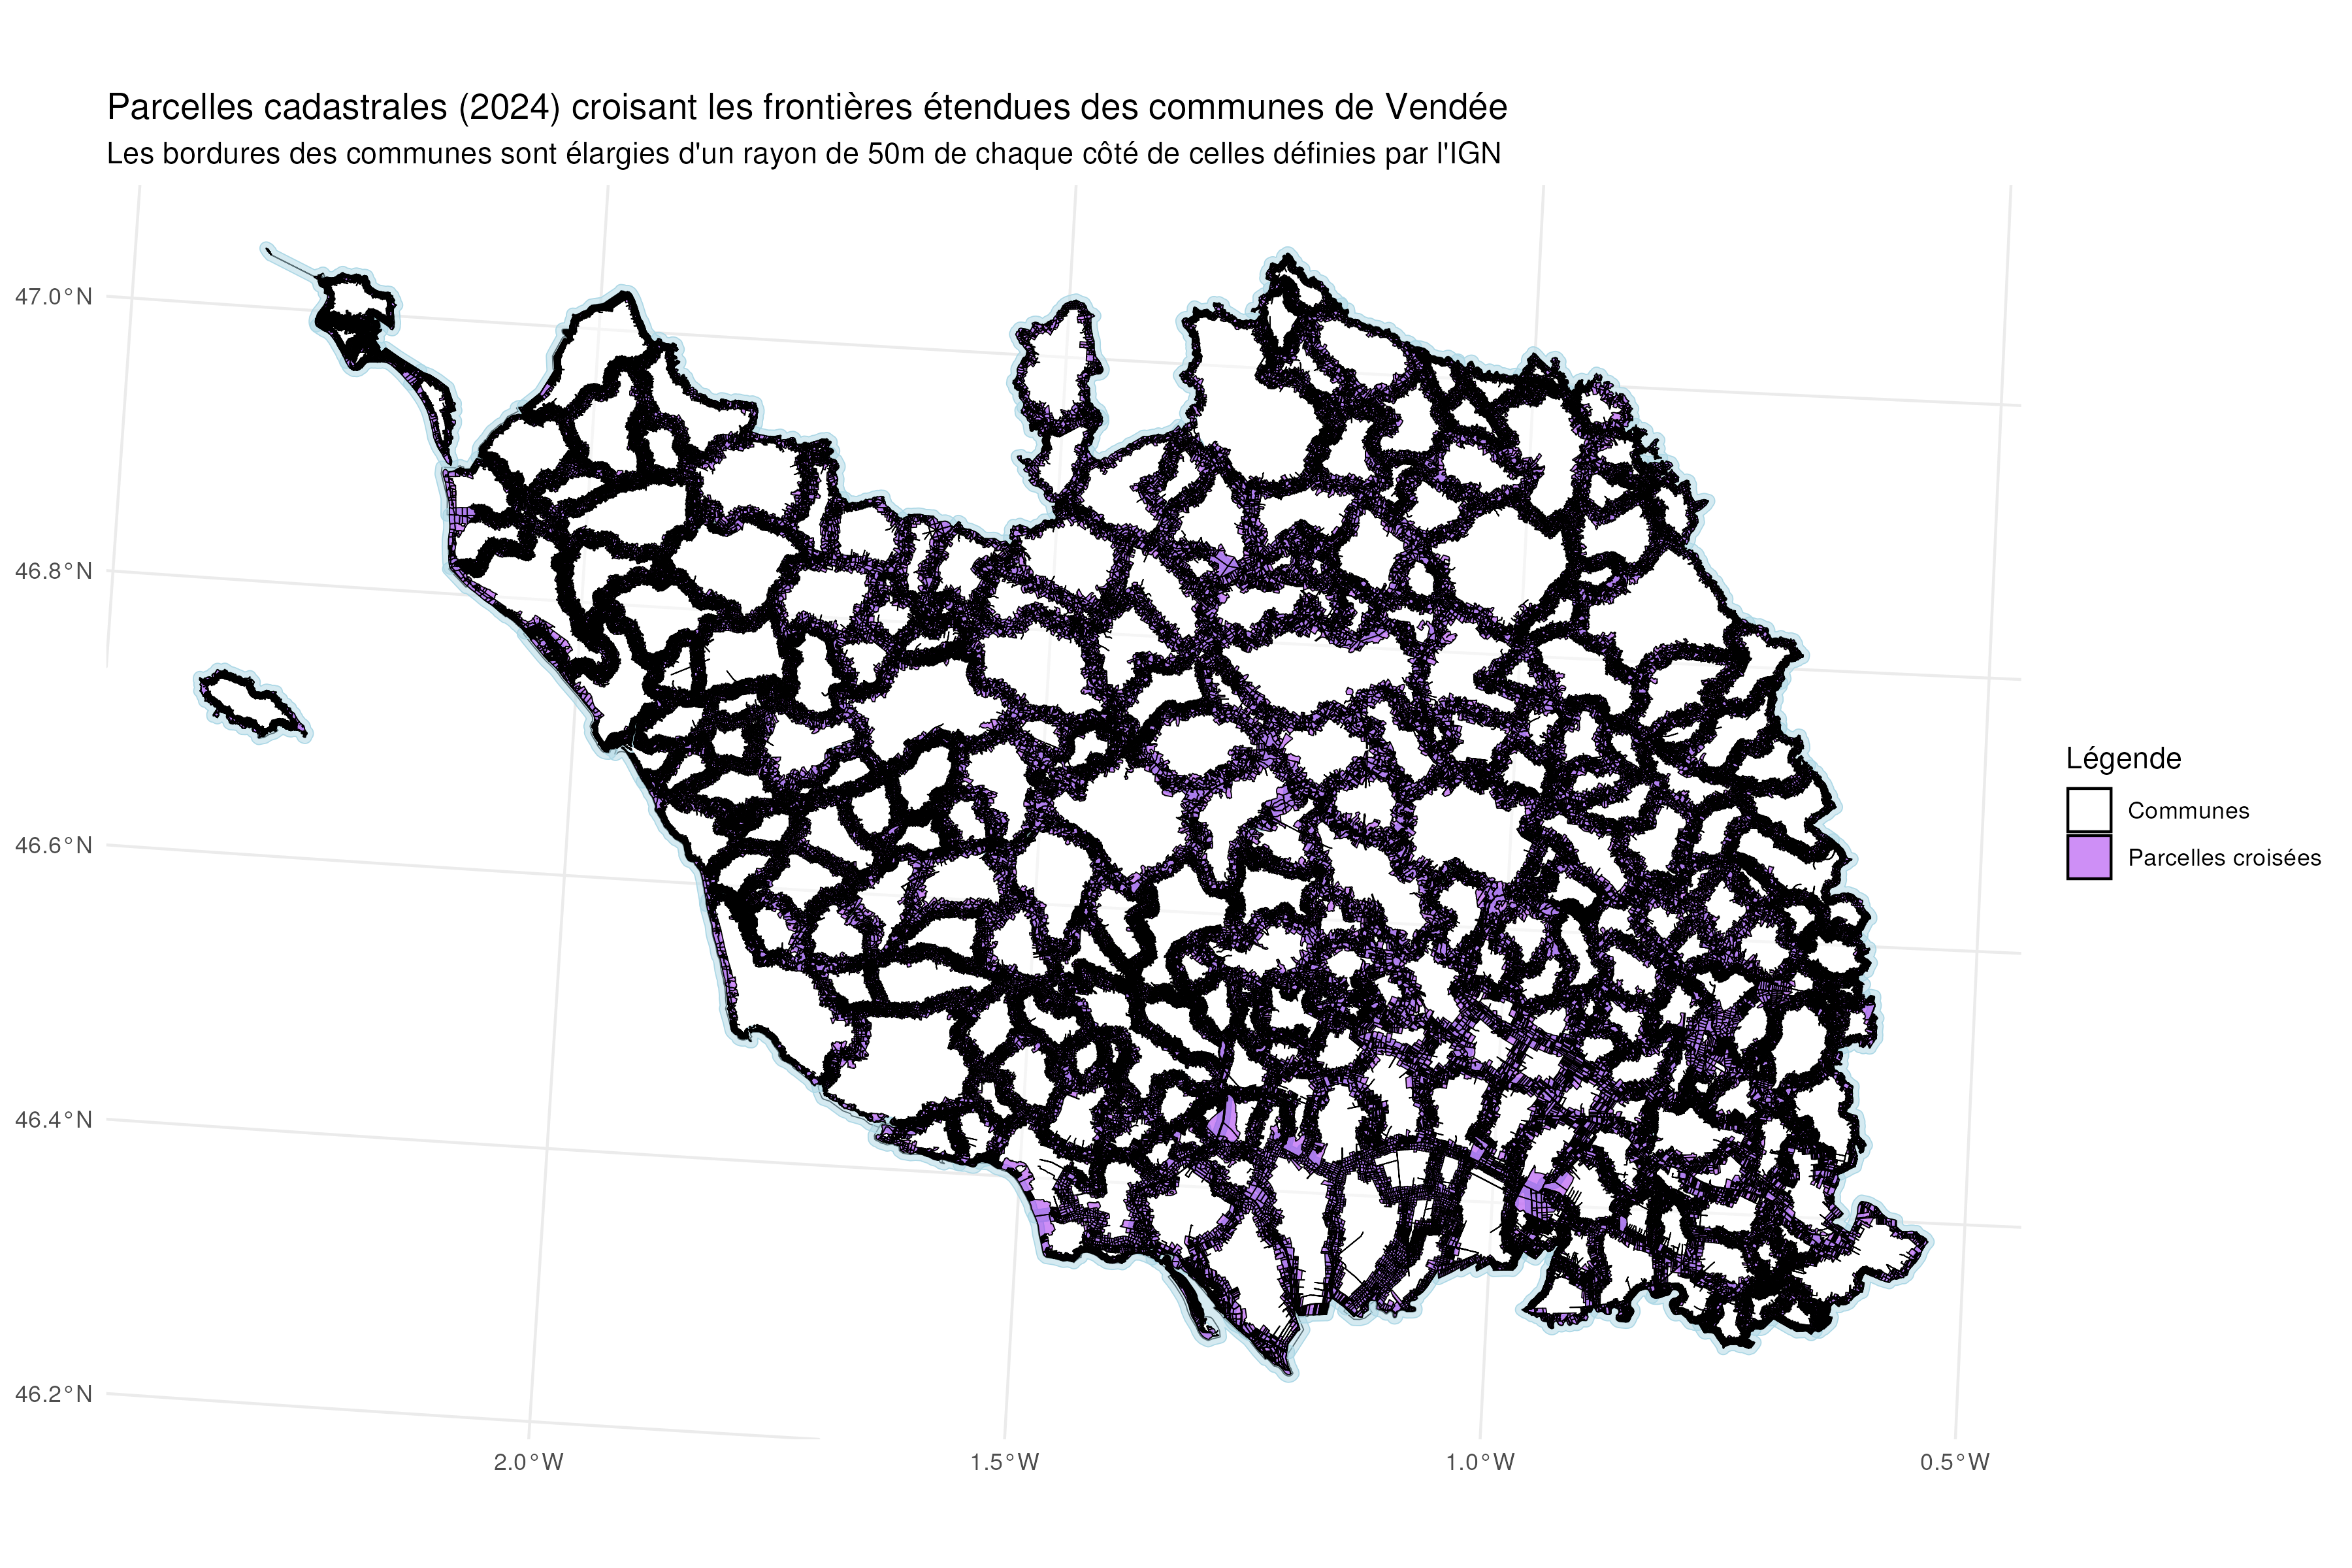 Parcelles cadastrales (2024) croisant les frontières étendues des communes de Vendée
Les bordures des communes sont élargies d'un rayon de 50m de chaque côté de celles définies par l'IGN
47.0°N
46.8°N
46.6°N
46.4°N
46.2°N
2.0°W
1.5°W
1.0°W
0.5°W
Légende
Communes
Parcelles croisées